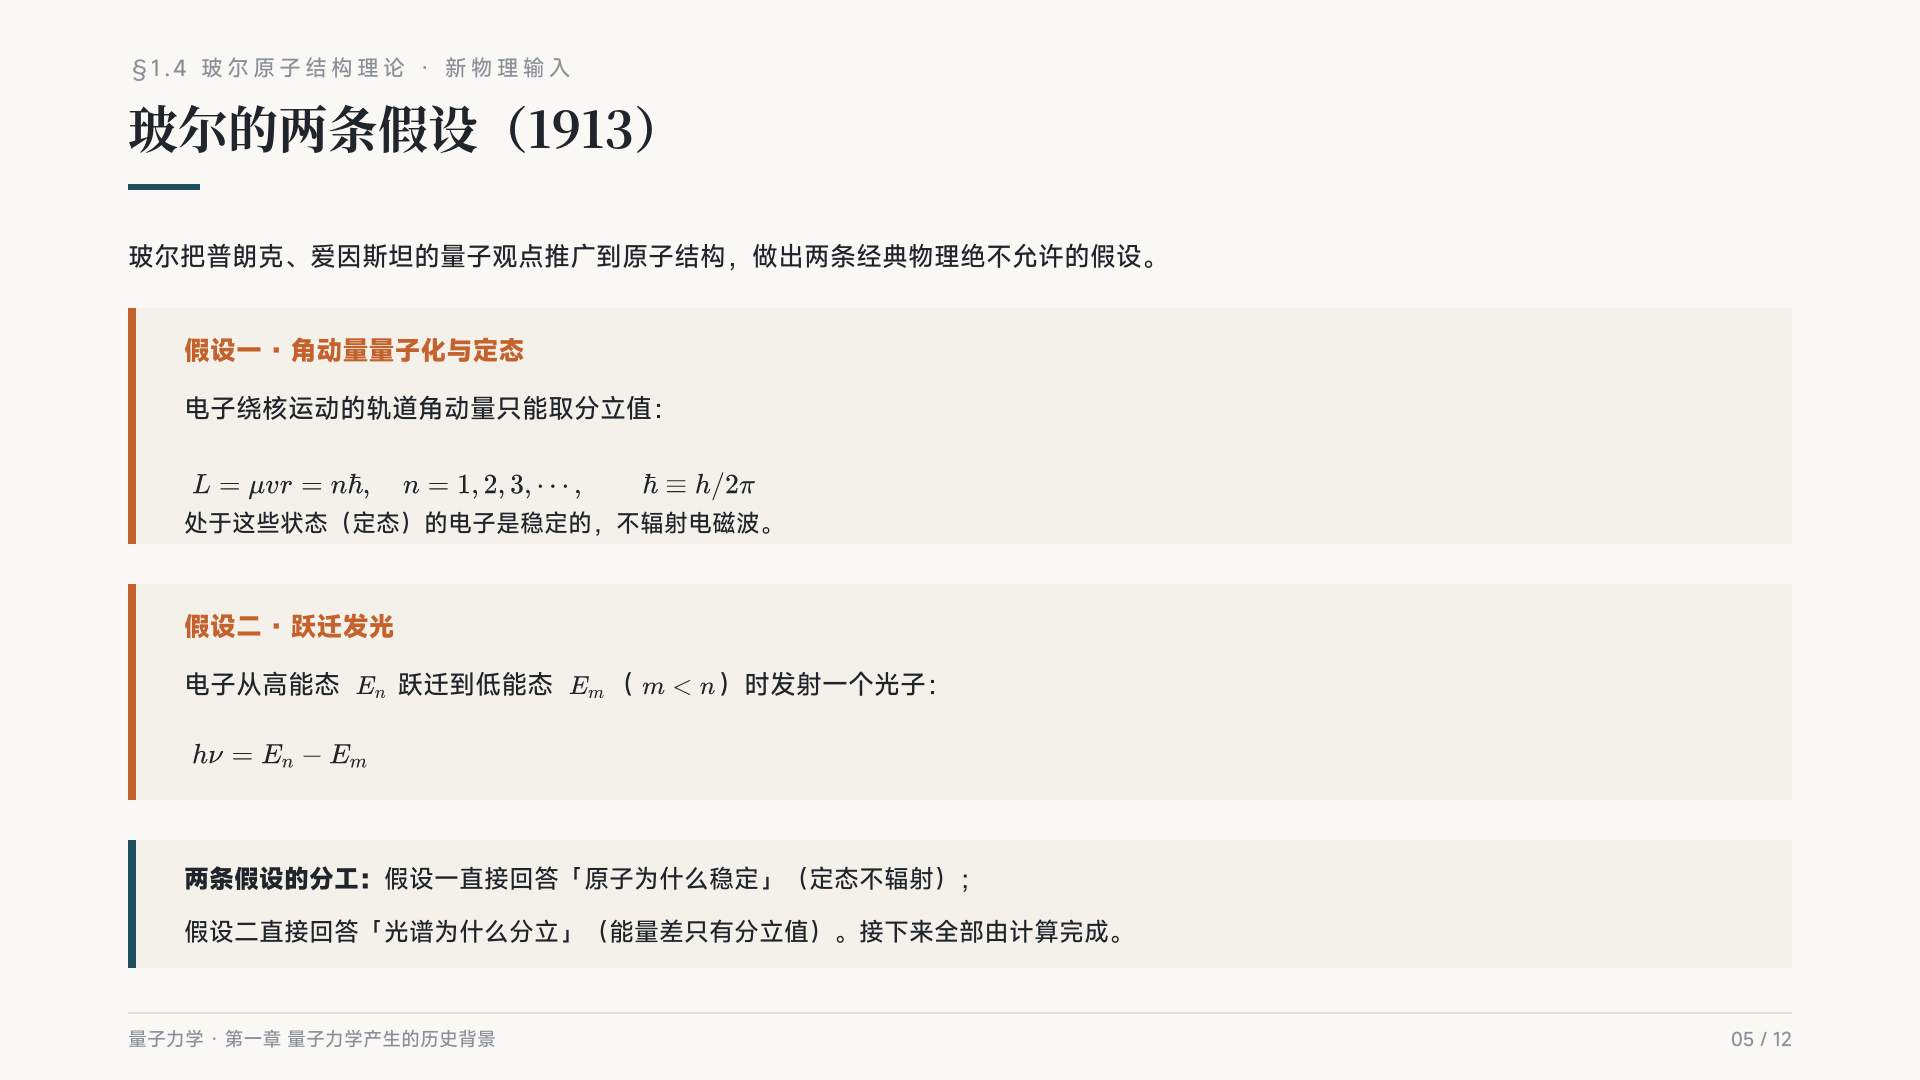 §1.4 玻尔原子结构理论 · 新物理输入
玻尔的两条假设（1913）
玻尔把普朗克、爱因斯坦的量子观点推广到原子结构，做出两条经典物理绝不允许的假设。
假设一 · 角动量量子化与定态
电子绕核运动的轨道角动量只能取分立值：
L = μvr = nħ, n = 1, 2, 3, ⋯ , ħ ≡ h/2π
处于这些状态（定态）的电子是稳定的，不辐射电磁波。
假设二 · 跃迁发光
电子从高能态 Eₙ 跃迁到低能态 Eₘ （ m < n）时发射一个光子：
hν = Eₙ − Eₘ
两条假设的分工：假设一直接回答「原子为什么稳定」（定态不辐射）；
假设二直接回答「光谱为什么分立」（能量差只有分立值）。接下来全部由计算完成。
量子力学 · 第一章 量子力学产生的历史背景
05 / 12